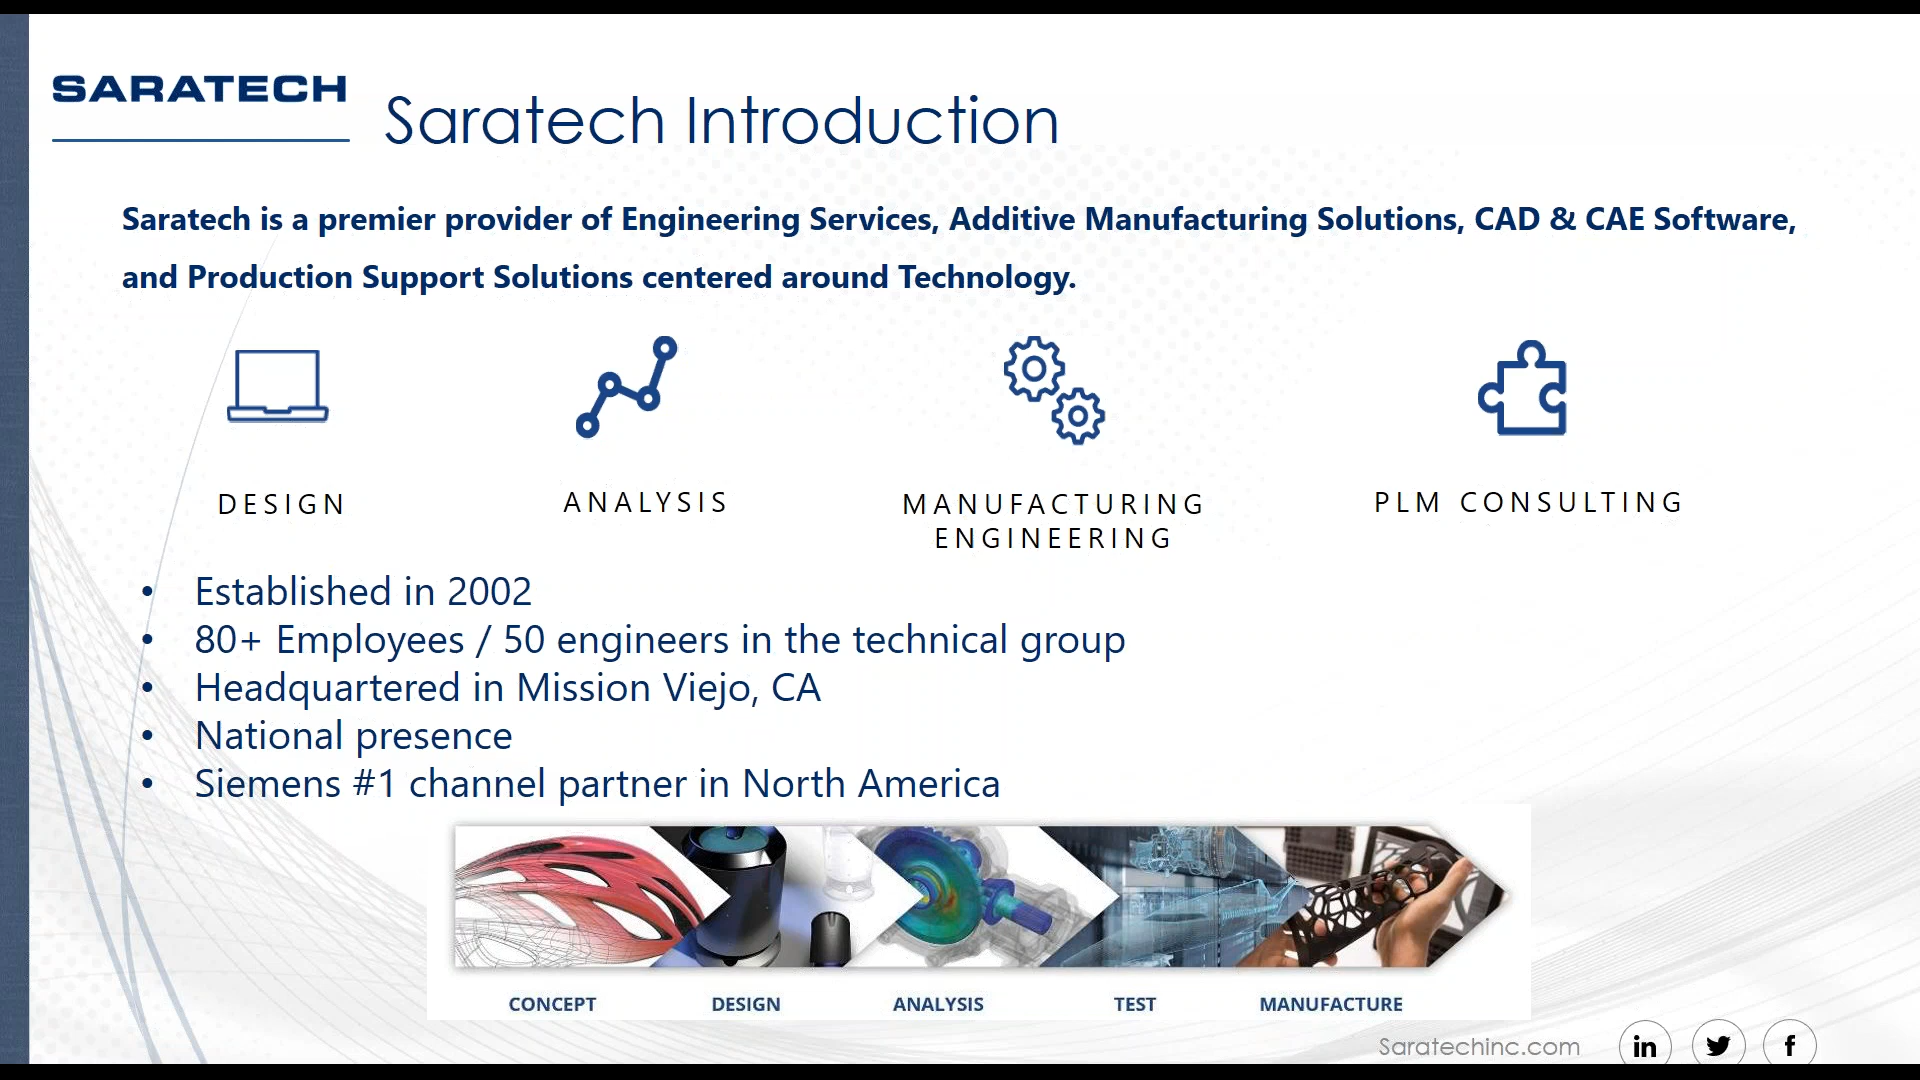 SARATECH
Saratech Introduction
Saratech is a premier provider of Engineering Services, Additive Manufacturing Solutions, CAD & CAE Software,
and Production Support Solutions centered around Technology.
DESIGN
ANALYSIS
MANUFACTURING
ENGINEERING
PLM CONSULTING
• Established in 2002
• 80+ Employees / 50 engineers in the technical group
• Headquartered in Mission Viejo, CA
• National presence
• Siemens #1 channel partner in North America
CONCEPT
DESIGN
ANALYSIS
TEST
MANUFACTURE
Saratechinc.com
in
f